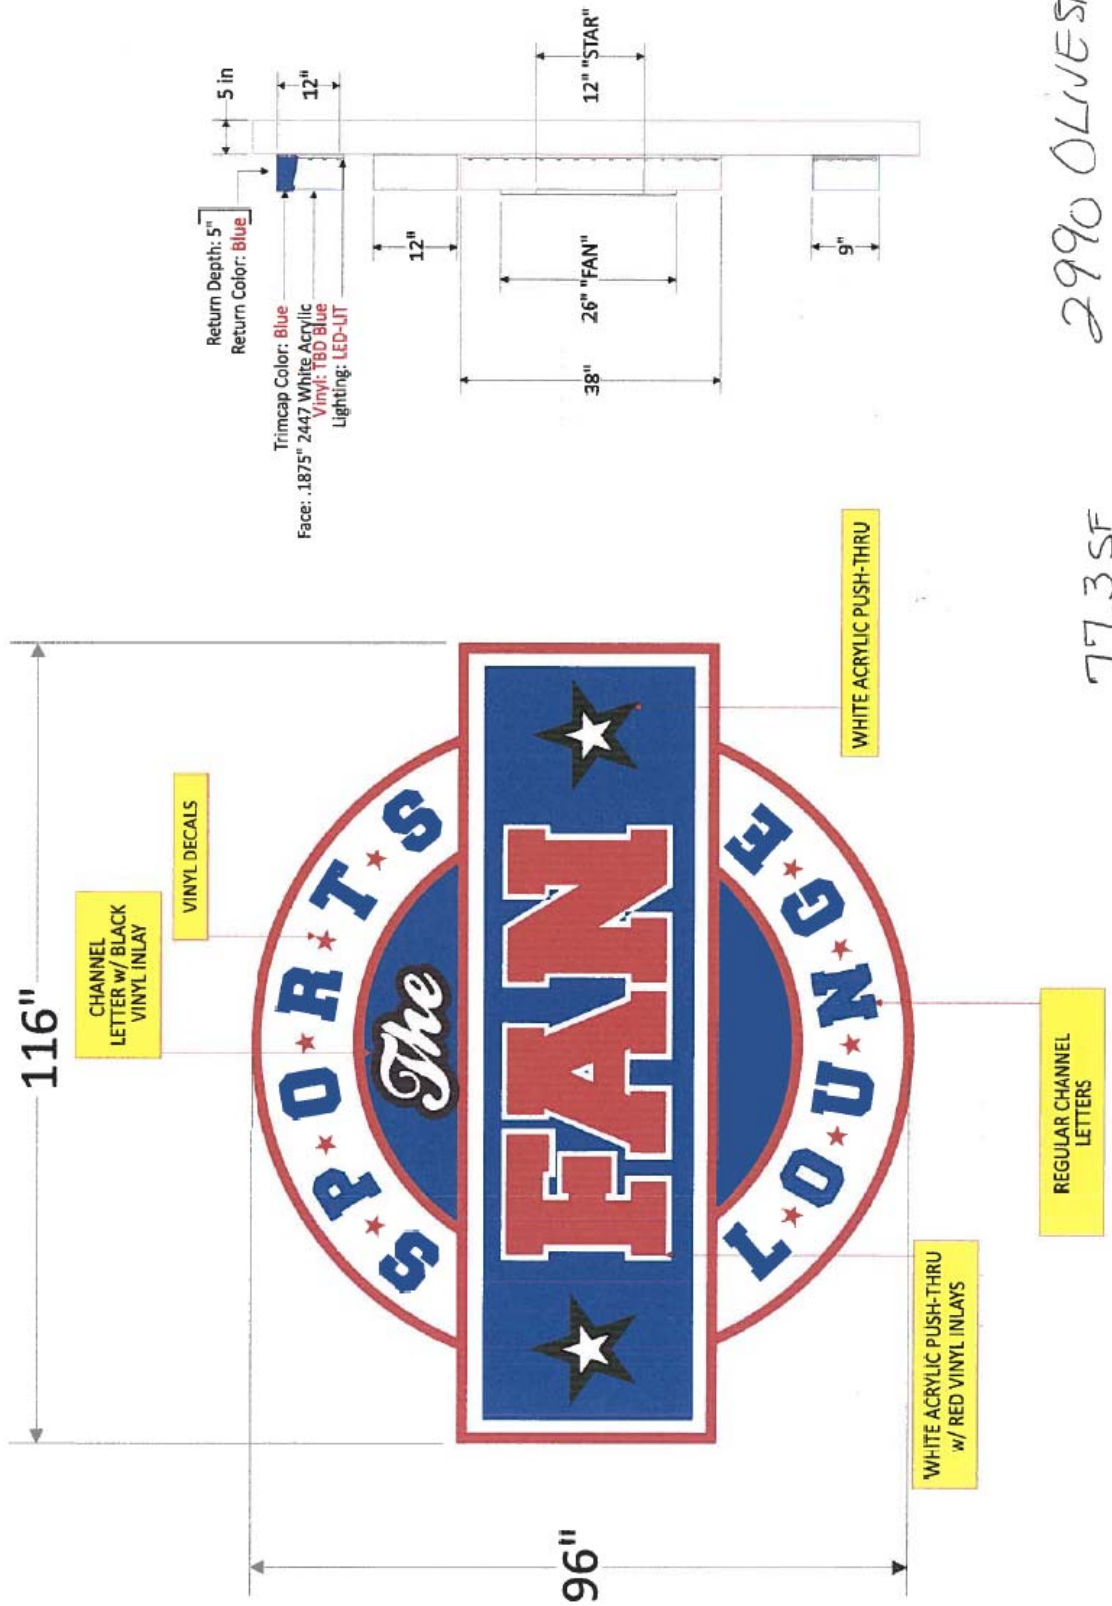 116"
CHANNEL
LETTER w/ BLACK
VINYL INLAY
VINYL DECALS
96"
SPORTS
The
FAN
LOUNGE
WHITE ACRYLIC PUSH-THRU
w/ RED VINYL INLAYS
REGULAR CHANNEL
LETTERS
WHITE ACRYLIC PUSH-THRU
Return Depth: 5"
Return Color: Blue
Trimcap Color: Blue
Face: .1875" 2447 White Acrylic
Vinyl: TBD Blue
Lighting: LED-LIT
5 in
12"
12"
38"
26" "FAN"
12" "STAR"
9"
77.3 SF
2990 OLIVES